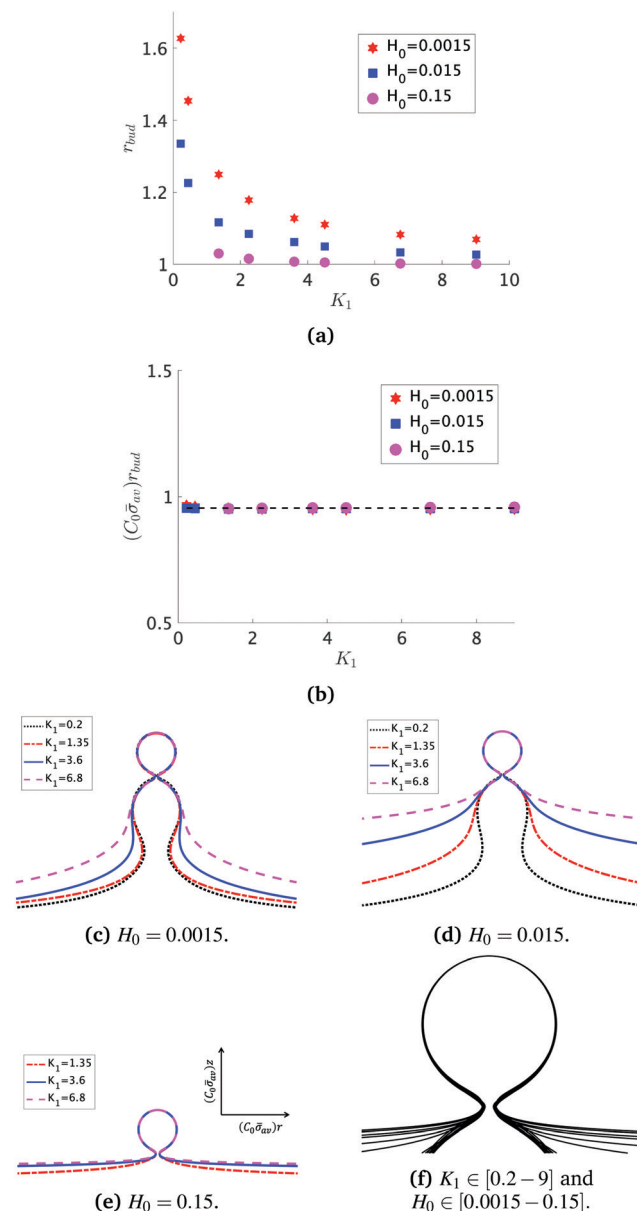 1.6
1.4
1.2
1
r_bud
H_0=0.0015
H_0=0.015
H_0=0.15
0 2 4 6 8 10
K_1
(a)
1.5
1
0.5
(C_0σ̄_av)r_bud
H_0=0.0015
H_0=0.015
H_0=0.15
0 2 4 6 8
K_1
(b)
K_1=0.2
K_1=1.35
K_1=3.6
K_1=6.8
(c) H_0 = 0.0015.
K_1=0.2
K_1=1.35
K_1=3.6
K_1=6.8
(d) H_0 = 0.015.
K_1=1.35
K_1=3.6
K_1=6.8
(C_0σ̄_av)z
(C_0σ̄_av)r
(e) H_0 = 0.15.
(f) K_1 ∈ [0.2 − 9] and
H_0 ∈ [0.0015 − 0.15].